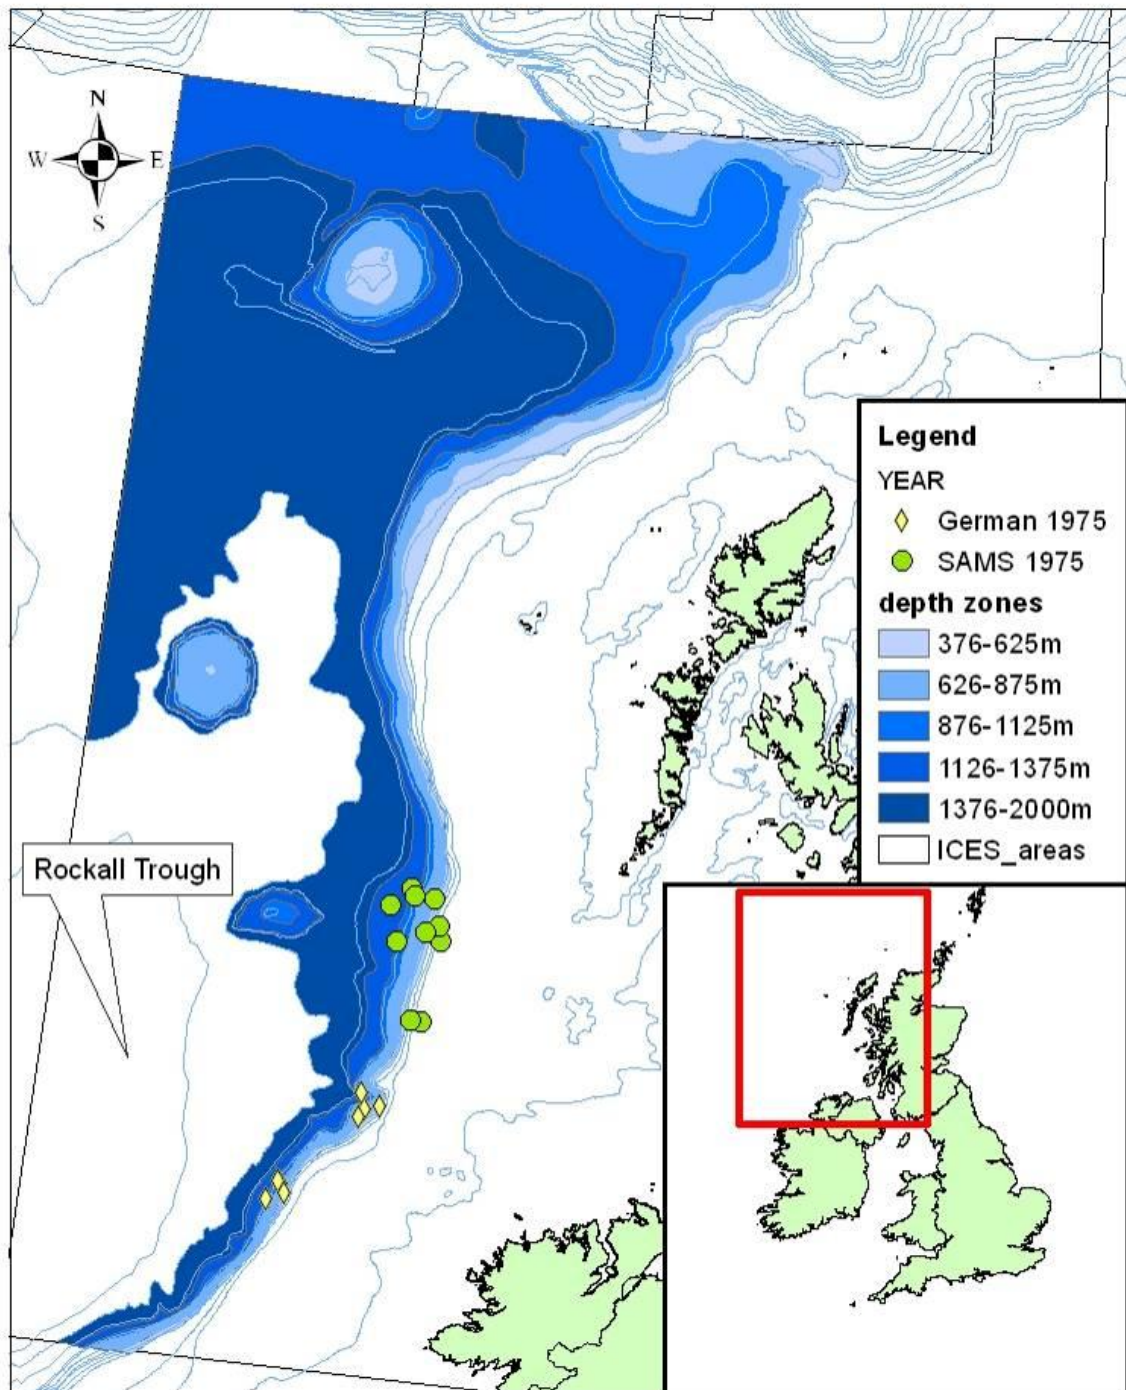 N
W E
S
Legend
YEAR
German 1975
SAMS 1975
depth zones
376-625m
626-875m
876-1125m
1126-1375m
1376-2000m
ICES_areas
Rockall Trough